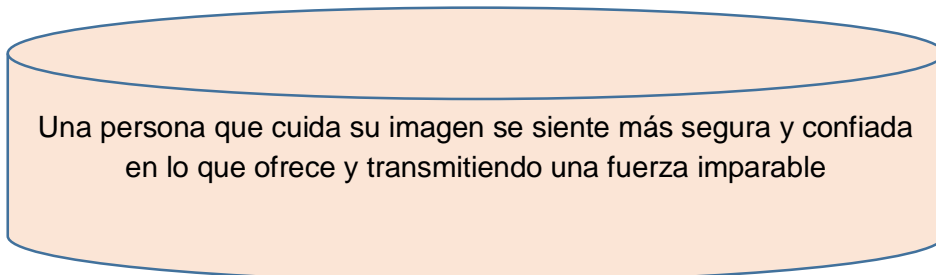 Una persona que cuida su imagen se siente más segura y confiada
en lo que ofrece y transmitiendo una fuerza imparable